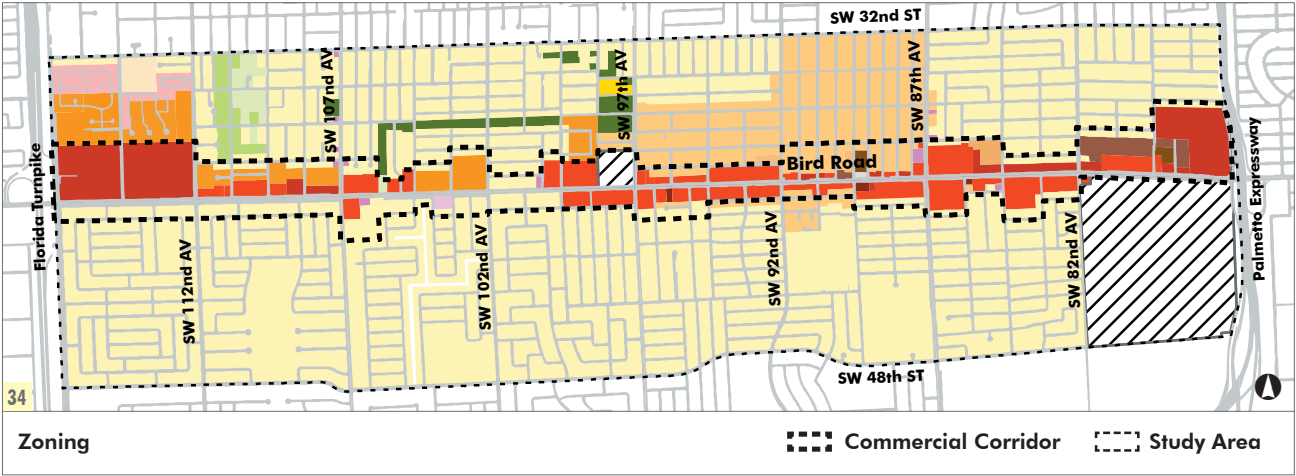 SW 32nd ST
SW 107nd AV
SW 97th AV
SW 87th AV
Florida Turnpike
Bird Road
Palmetto Expressway
SW 112nd AV
SW 102nd AV
SW 92nd AV
SW 82nd AV
SW 48th ST
34
Zoning
Commercial Corridor
Study Area